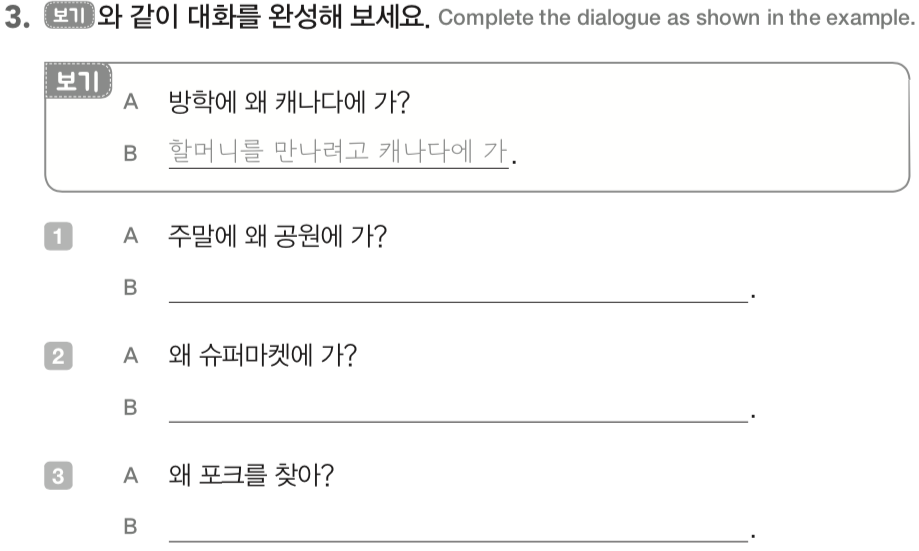 3. 보기 와 같이 대화를 완성해 보세요. Complete the dialogue as shown in the example.
보기
A 방학에 왜 캐나다에 가?
B 할머니를 만나려고 캐나다에 가.
1 A 주말에 왜 공원에 가?
B .
2 A 왜 슈퍼마켓에 가?
B .
3 A 왜 포크를 찾아?
B .